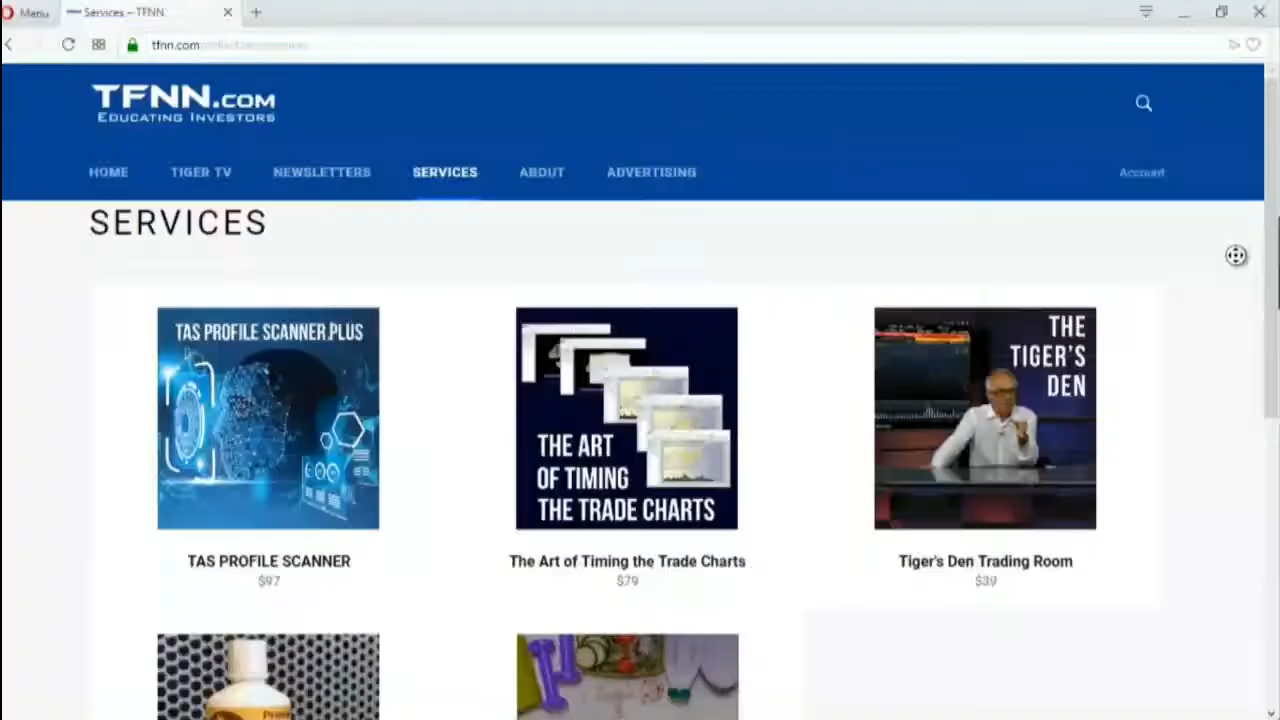 Menu
Services – TFNN
tfnn.com
TFNN.COM
EDUCATING INVESTORS
HOME
TIGER TV
NEWSLETTERS
SERVICES
ABOUT
ADVERTISING
Account
SERVICES
TAS PROFILE SCANNER PLUS
THE ART
OF TIMING
THE TRADE CHARTS
THE
TIGER'S
DEN
TAS PROFILE SCANNER
$97
The Art of Timing the Trade Charts
$79
Tiger's Den Trading Room
$39